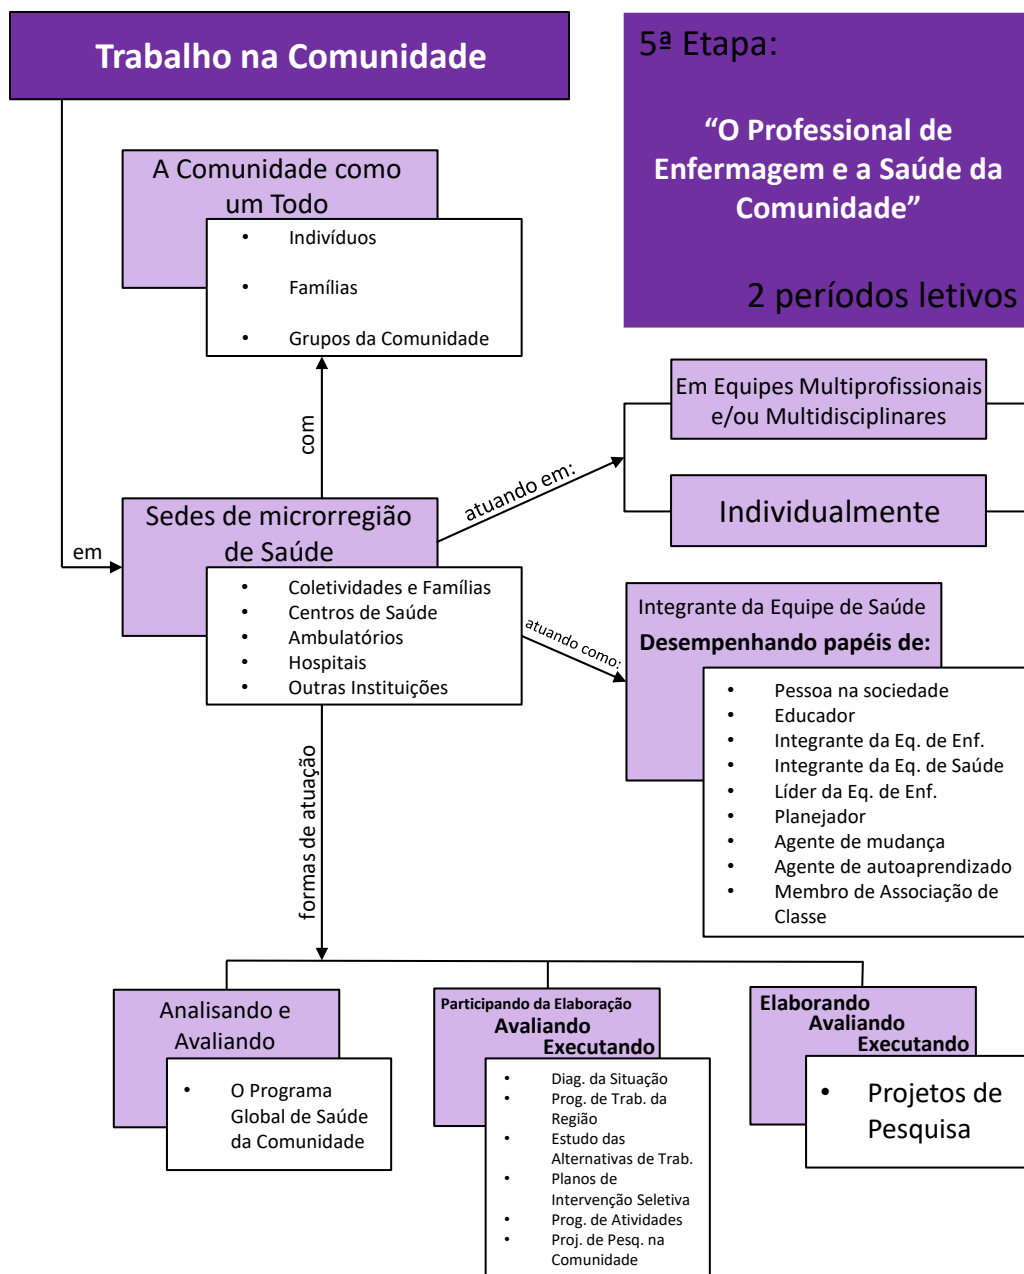 Trabalho na Comunidade
5ª Etapa:
“O Professional de
Enfermagem e a Saúde da
Comunidade”
2 períodos letivos
A Comunidade como
um Todo
• Indivíduos
• Famílias
• Grupos da Comunidade
com
em
Sedes de microrregião
de Saúde
• Coletividades e Famílias
• Centros de Saúde
• Ambulatórios
• Hospitais
• Outras Instituições
atuando em:
Em Equipes Multiprofissionais
e/ou Multidisciplinares
Individualmente
atuando como:
Integrante da Equipe de Saúde
Desempenhando papéis de:
• Pessoa na sociedade
• Educador
• Integrante da Eq. de Enf.
• Integrante da Eq. de Saúde
• Líder da Eq. de Enf.
• Planejador
• Agente de mudança
• Agente de autoaprendizado
• Membro de Associação de
Classe
formas de atuação
Analisando e
Avaliando
• O Programa
Global de Saúde
da Comunidade
Participando da Elaboração
Avaliando
Executando
• Diag. da Situação
• Prog. de Trab. da
Região
• Estudo das
Alternativas de Trab.
• Planos de
Intervenção Seletiva
• Prog. de Atividades
• Proj. de Pesq. na
Comunidade
Elaborando
Avaliando
Executando
• Projetos de
Pesquisa